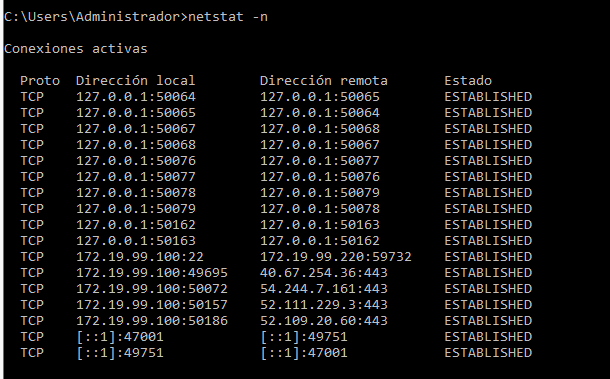 C:\Users\Administrador>netstat -n
Conexiones activas
Proto Dirección local Dirección remota Estado
TCP 127.0.0.1:50064 127.0.0.1:50065 ESTABLISHED
TCP 127.0.0.1:50065 127.0.0.1:50064 ESTABLISHED
TCP 127.0.0.1:50067 127.0.0.1:50068 ESTABLISHED
TCP 127.0.0.1:50068 127.0.0.1:50067 ESTABLISHED
TCP 127.0.0.1:50076 127.0.0.1:50077 ESTABLISHED
TCP 127.0.0.1:50077 127.0.0.1:50076 ESTABLISHED
TCP 127.0.0.1:50078 127.0.0.1:50079 ESTABLISHED
TCP 127.0.0.1:50079 127.0.0.1:50078 ESTABLISHED
TCP 127.0.0.1:50162 127.0.0.1:50163 ESTABLISHED
TCP 127.0.0.1:50163 127.0.0.1:50162 ESTABLISHED
TCP 172.19.99.100:22 172.19.99.220:59732 ESTABLISHED
TCP 172.19.99.100:49695 40.67.254.36:443 ESTABLISHED
TCP 172.19.99.100:50072 54.244.7.161:443 ESTABLISHED
TCP 172.19.99.100:50157 52.111.229.3:443 ESTABLISHED
TCP 172.19.99.100:50186 52.109.20.60:443 ESTABLISHED
TCP [::1]:47001 [::1]:49751 ESTABLISHED
TCP [::1]:49751 [::1]:47001 ESTABLISHED